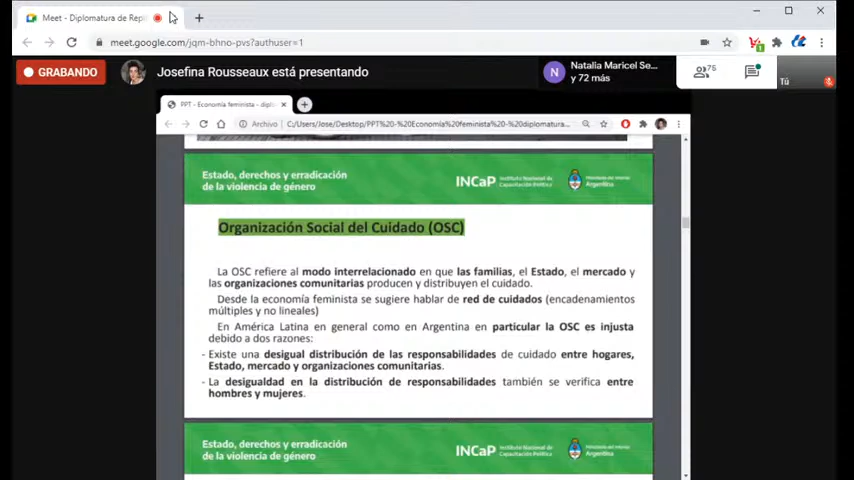 Meet - Diplomatura de Rep
meet.google.com/jqm-bhno-pvs?authuser=1
GRABANDO
Josefina Rousseaux está presentando
N
Natalia Maricel Se...
y 72 más
75
Tú
PPT - Economía feminista - diplo
Archivo
C:/Users/Jose/Desktop/PPT%20-%20Economía%20feminista%20-%20diplomatura...
Estado, derechos y erradicación
de la violencia de género
INCaP
Instituto Nacional de
Capacitación Política
Ministerio del Interior
Argentina
Organización Social del Cuidado (OSC)
La OSC refiere al modo interrelacionado en que las familias, el Estado, el mercado y
las organizaciones comunitarias producen y distribuyen el cuidado.
Desde la economía feminista se sugiere hablar de red de cuidados (encadenamientos
múltiples y no lineales)
En América Latina en general como en Argentina en particular la OSC es injusta
debido a dos razones:
- Existe una desigual distribución de las responsabilidades de cuidado entre hogares,
Estado, mercado y organizaciones comunitarias.
- La desigualdad en la distribución de responsabilidades también se verifica entre
hombres y mujeres.
Estado, derechos y erradicación
de la violencia de género
INCaP
Instituto Nacional de
Capacitación Política
Ministerio del Interior
Argentina